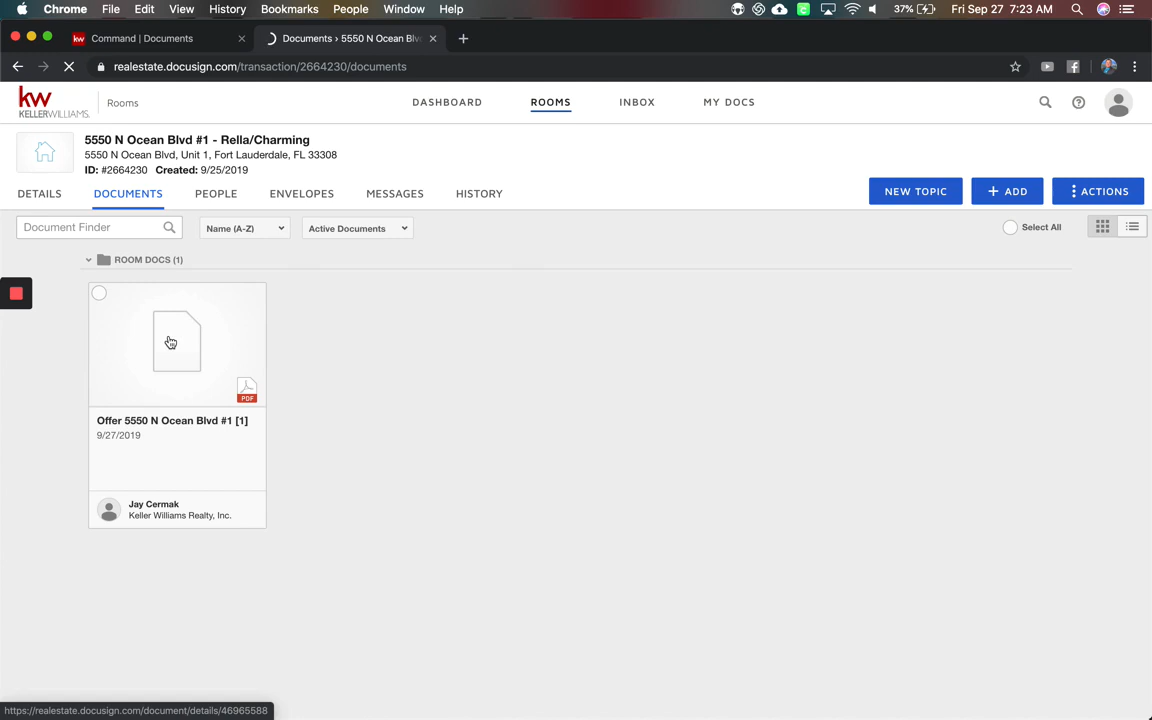 Chrome File Edit View History Bookmarks People Window Help 37% Fri Sep 27 7:23 AM
kw Command | Documents Documents › 5550 N Ocean Blv
realestate.docusign.com/transaction/2664230/documents
kw
KELLERWILLIAMS.
Rooms DASHBOARD ROOMS INBOX MY DOCS
5550 N Ocean Blvd #1 - Rella/Charming
5550 N Ocean Blvd, Unit 1, Fort Lauderdale, FL 33308
ID: #2664230 Created: 9/25/2019
DETAILS DOCUMENTS PEOPLE ENVELOPES MESSAGES HISTORY NEW TOPIC + ADD ACTIONS
Document Finder Name (A-Z) Active Documents Select All
ROOM DOCS (1)
PDF
Offer 5550 N Ocean Blvd #1 [1]
9/27/2019
Jay Cermak
Keller Williams Realty, Inc.
https://realestate.docusign.com/document/details/46965588